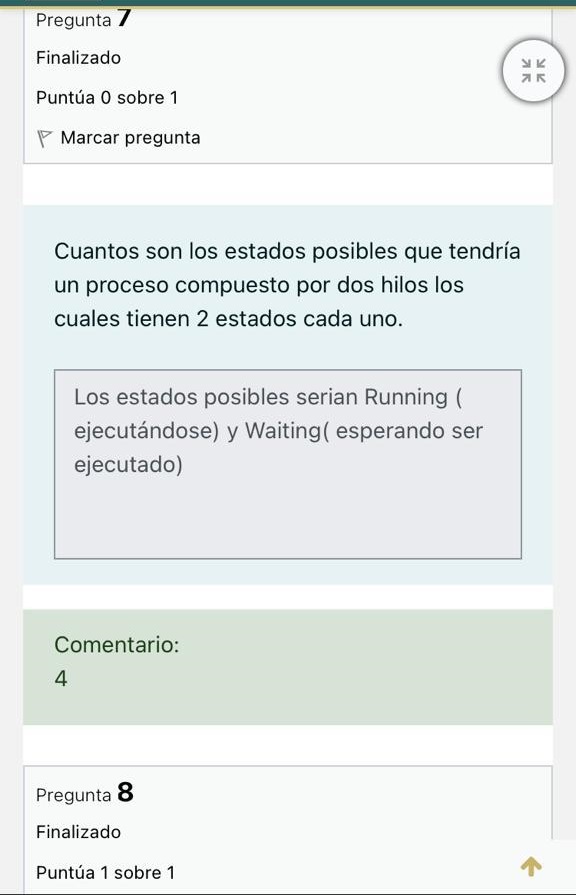 Pregunta 7
Finalizado
Puntúa 0 sobre 1
Marcar pregunta
Cuantos son los estados posibles que tendría
un proceso compuesto por dos hilos los
cuales tienen 2 estados cada uno.
Los estados posibles serian Running (
ejecutándose) y Waiting( esperando ser
ejecutado)
Comentario:
4
Pregunta 8
Finalizado
Puntúa 1 sobre 1